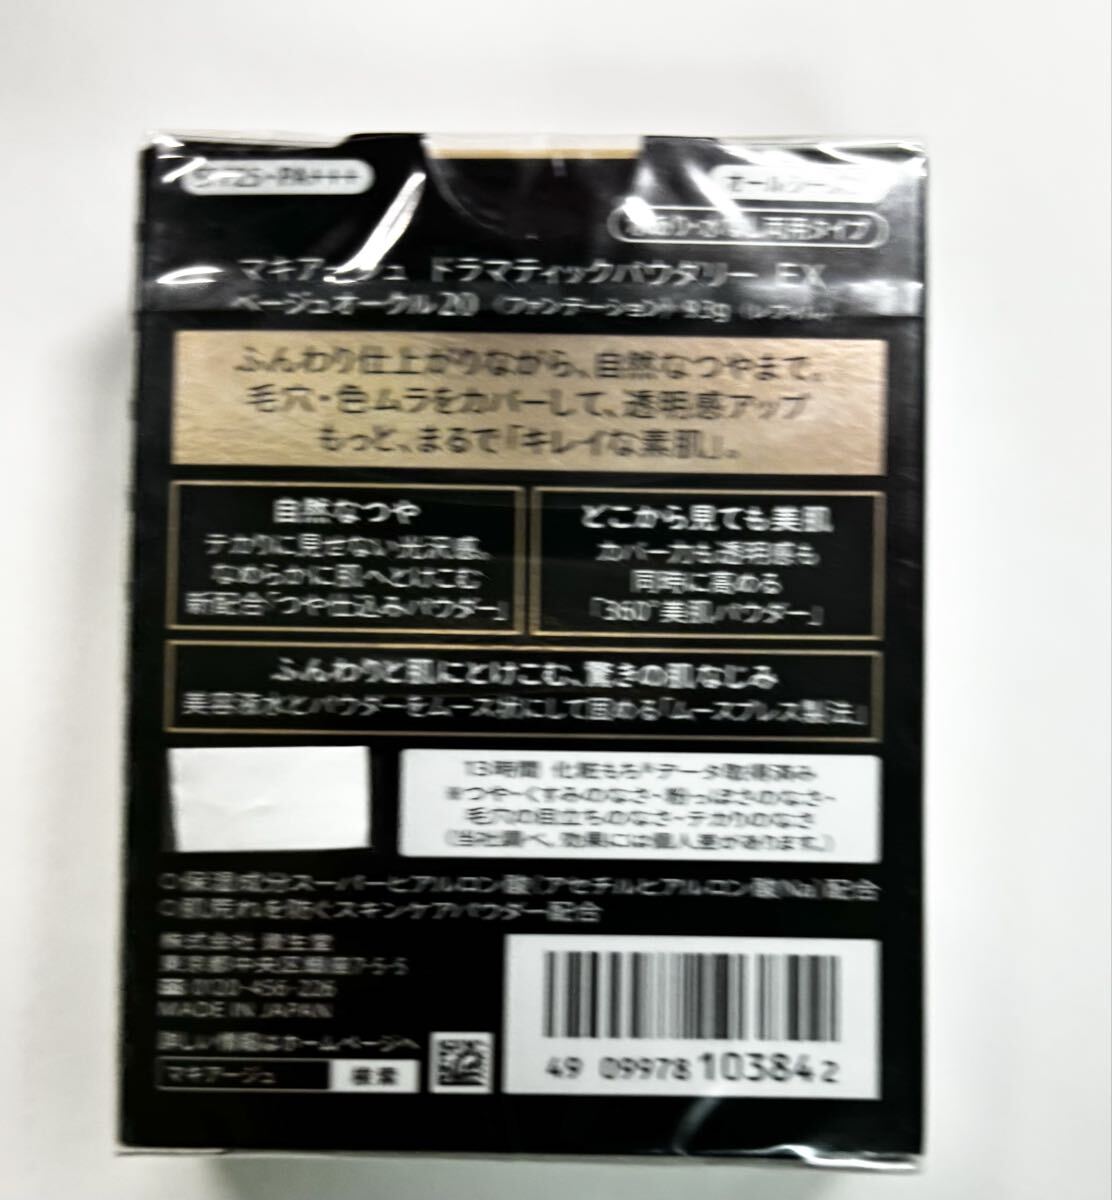 25・PA+++
オールシーズン
両用タイプ
マキアージュ ドラマティックパウダリー EX
ベージュオークル20 〈ファンデーション〉 9.3g (レフィル)
ふんわり仕上がりながら、自然なつやまで。
毛穴・色ムラをカバーして、透明感アップ
もっと、まるで「キレイな素肌」。
自然なつや
テカりに見せない光沢感、
なめらかに肌へとけこむ
新配合「つや仕込みパウダー」
どこから見ても美肌
カバー力も透明感も
同時に高める
「360°美肌パウダー」
ふんわりと肌にとけこむ、驚きの肌なじみ
美容液水とパウダーをムース状にして固める「ムースプレス製法」
13時間 化粧もち*データ取得済み
※つや・くすみのなさ・粉っぽさのなさ・
毛穴の目立ちのなさ・テカりのなさ
(当社調べ。効果には個人差があります。)
○保湿成分スーパーヒアルロン酸(アセチルヒアルロン酸Na)配合
○肌荒れを防ぐスキンケアパウダー配合
株式会社 資生堂
東京都中央区銀座7-5-5
☎0120-456-226
MADE IN JAPAN
詳しい情報はホームページへ
マキアージュ 検索
49 09978 103842